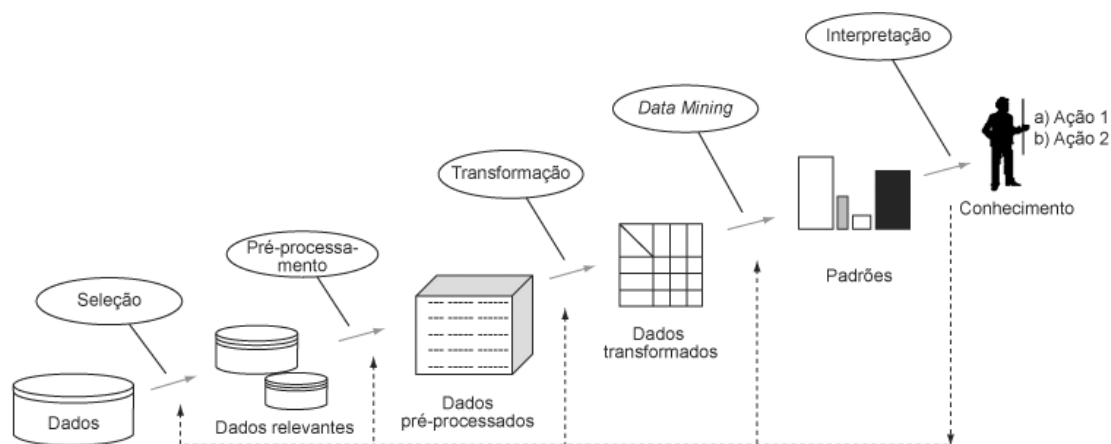 Interpretação
Data Mining
a) Ação 1
b) Ação 2
Transformação
Conhecimento
Pré-processa-
mento
Padrões
Seleção
Dados
transformados
Dados
pré-processados
Dados
Dados relevantes